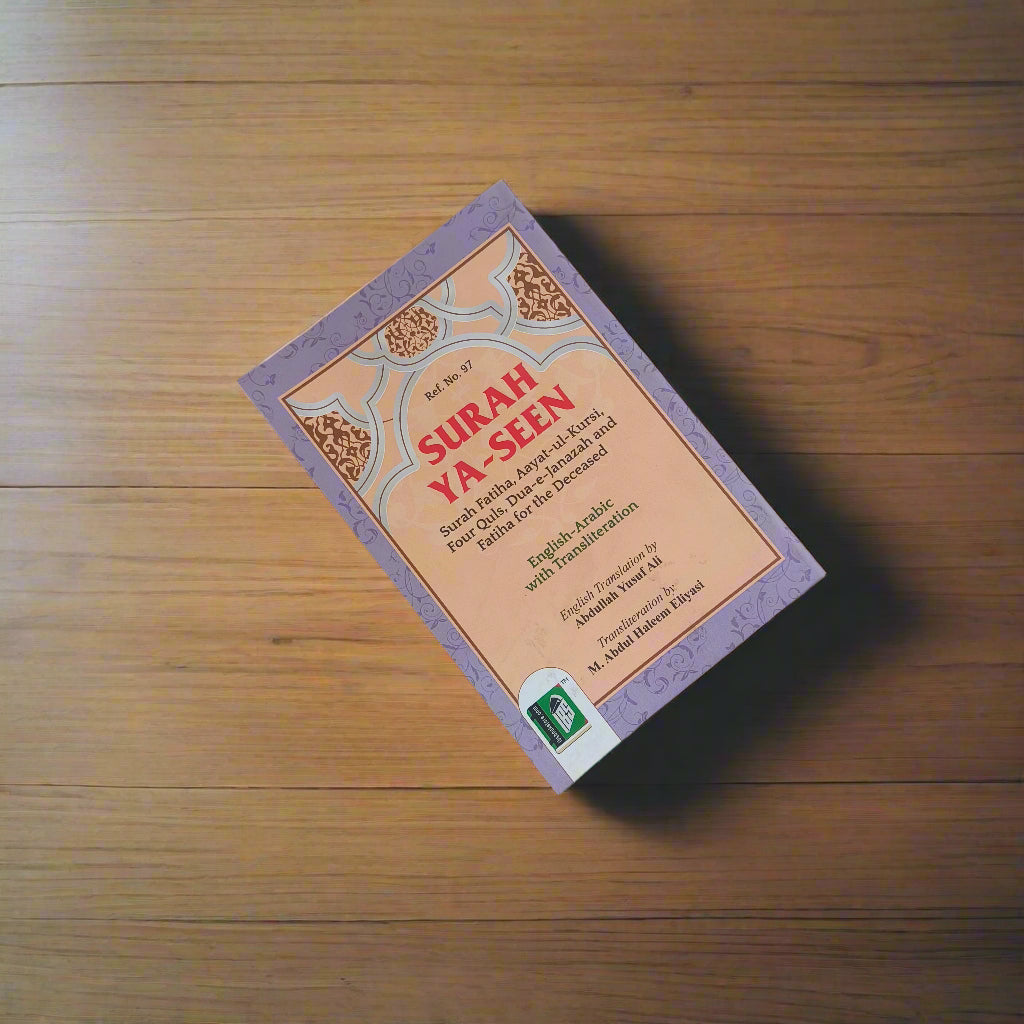 Ref. No. 97
SURAH
YA-SEEN
Surah Fatiha, Aayat-ul-Kursi,
Four Quls, Dua-e-Janazah and
Fatiha for the Deceased
English-Arabic
with Transliteration
English Translation by
Abdullah Yusuf Ali
Transliteration by
M. Abdul Haleem Eliyasi
TM